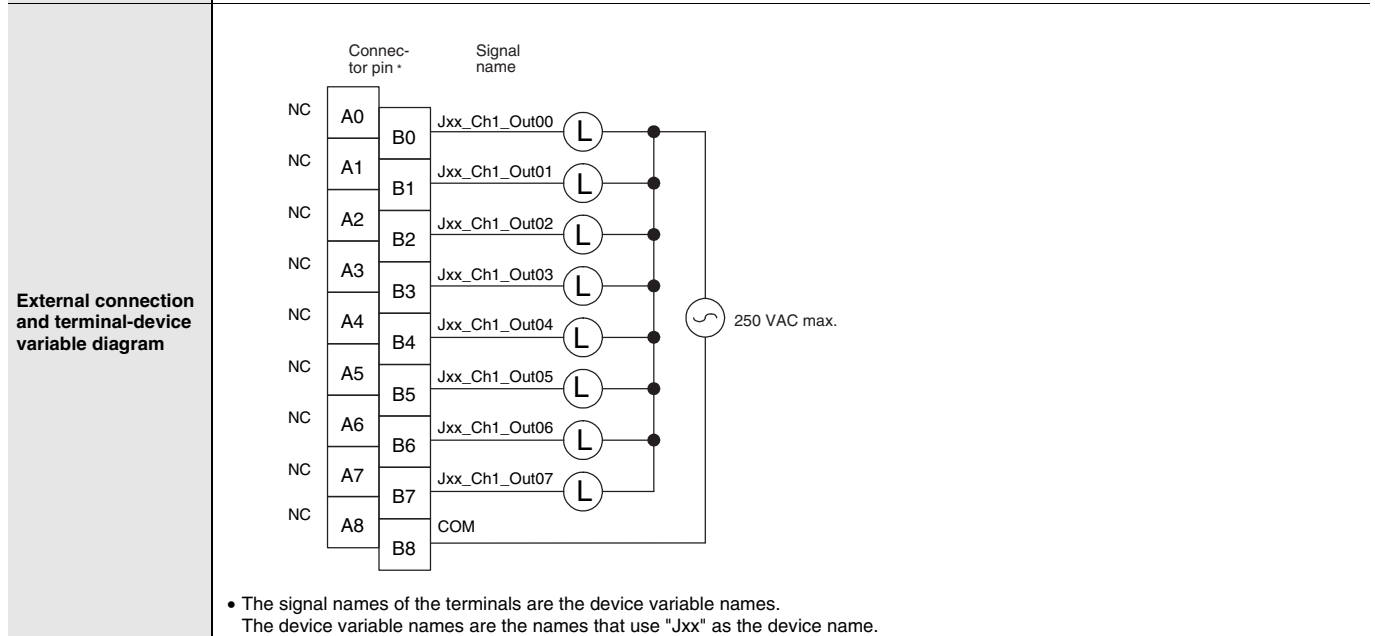 External connection
and terminal-device
variable diagram
Connec-
tor pin *
Signal
name
NC A0
B0 Jxx_Ch1_Out00 L
NC A1
B1 Jxx_Ch1_Out01 L
NC A2
B2 Jxx_Ch1_Out02 L
NC A3
B3 Jxx_Ch1_Out03 L
NC A4
B4 Jxx_Ch1_Out04 L
250 VAC max.
NC A5
B5 Jxx_Ch1_Out05 L
NC A6
B6 Jxx_Ch1_Out06 L
NC A7
B7 Jxx_Ch1_Out07 L
NC A8
B8 COM
• The signal names of the terminals are the device variable names.
The device variable names are the names that use "Jxx" as the device name.